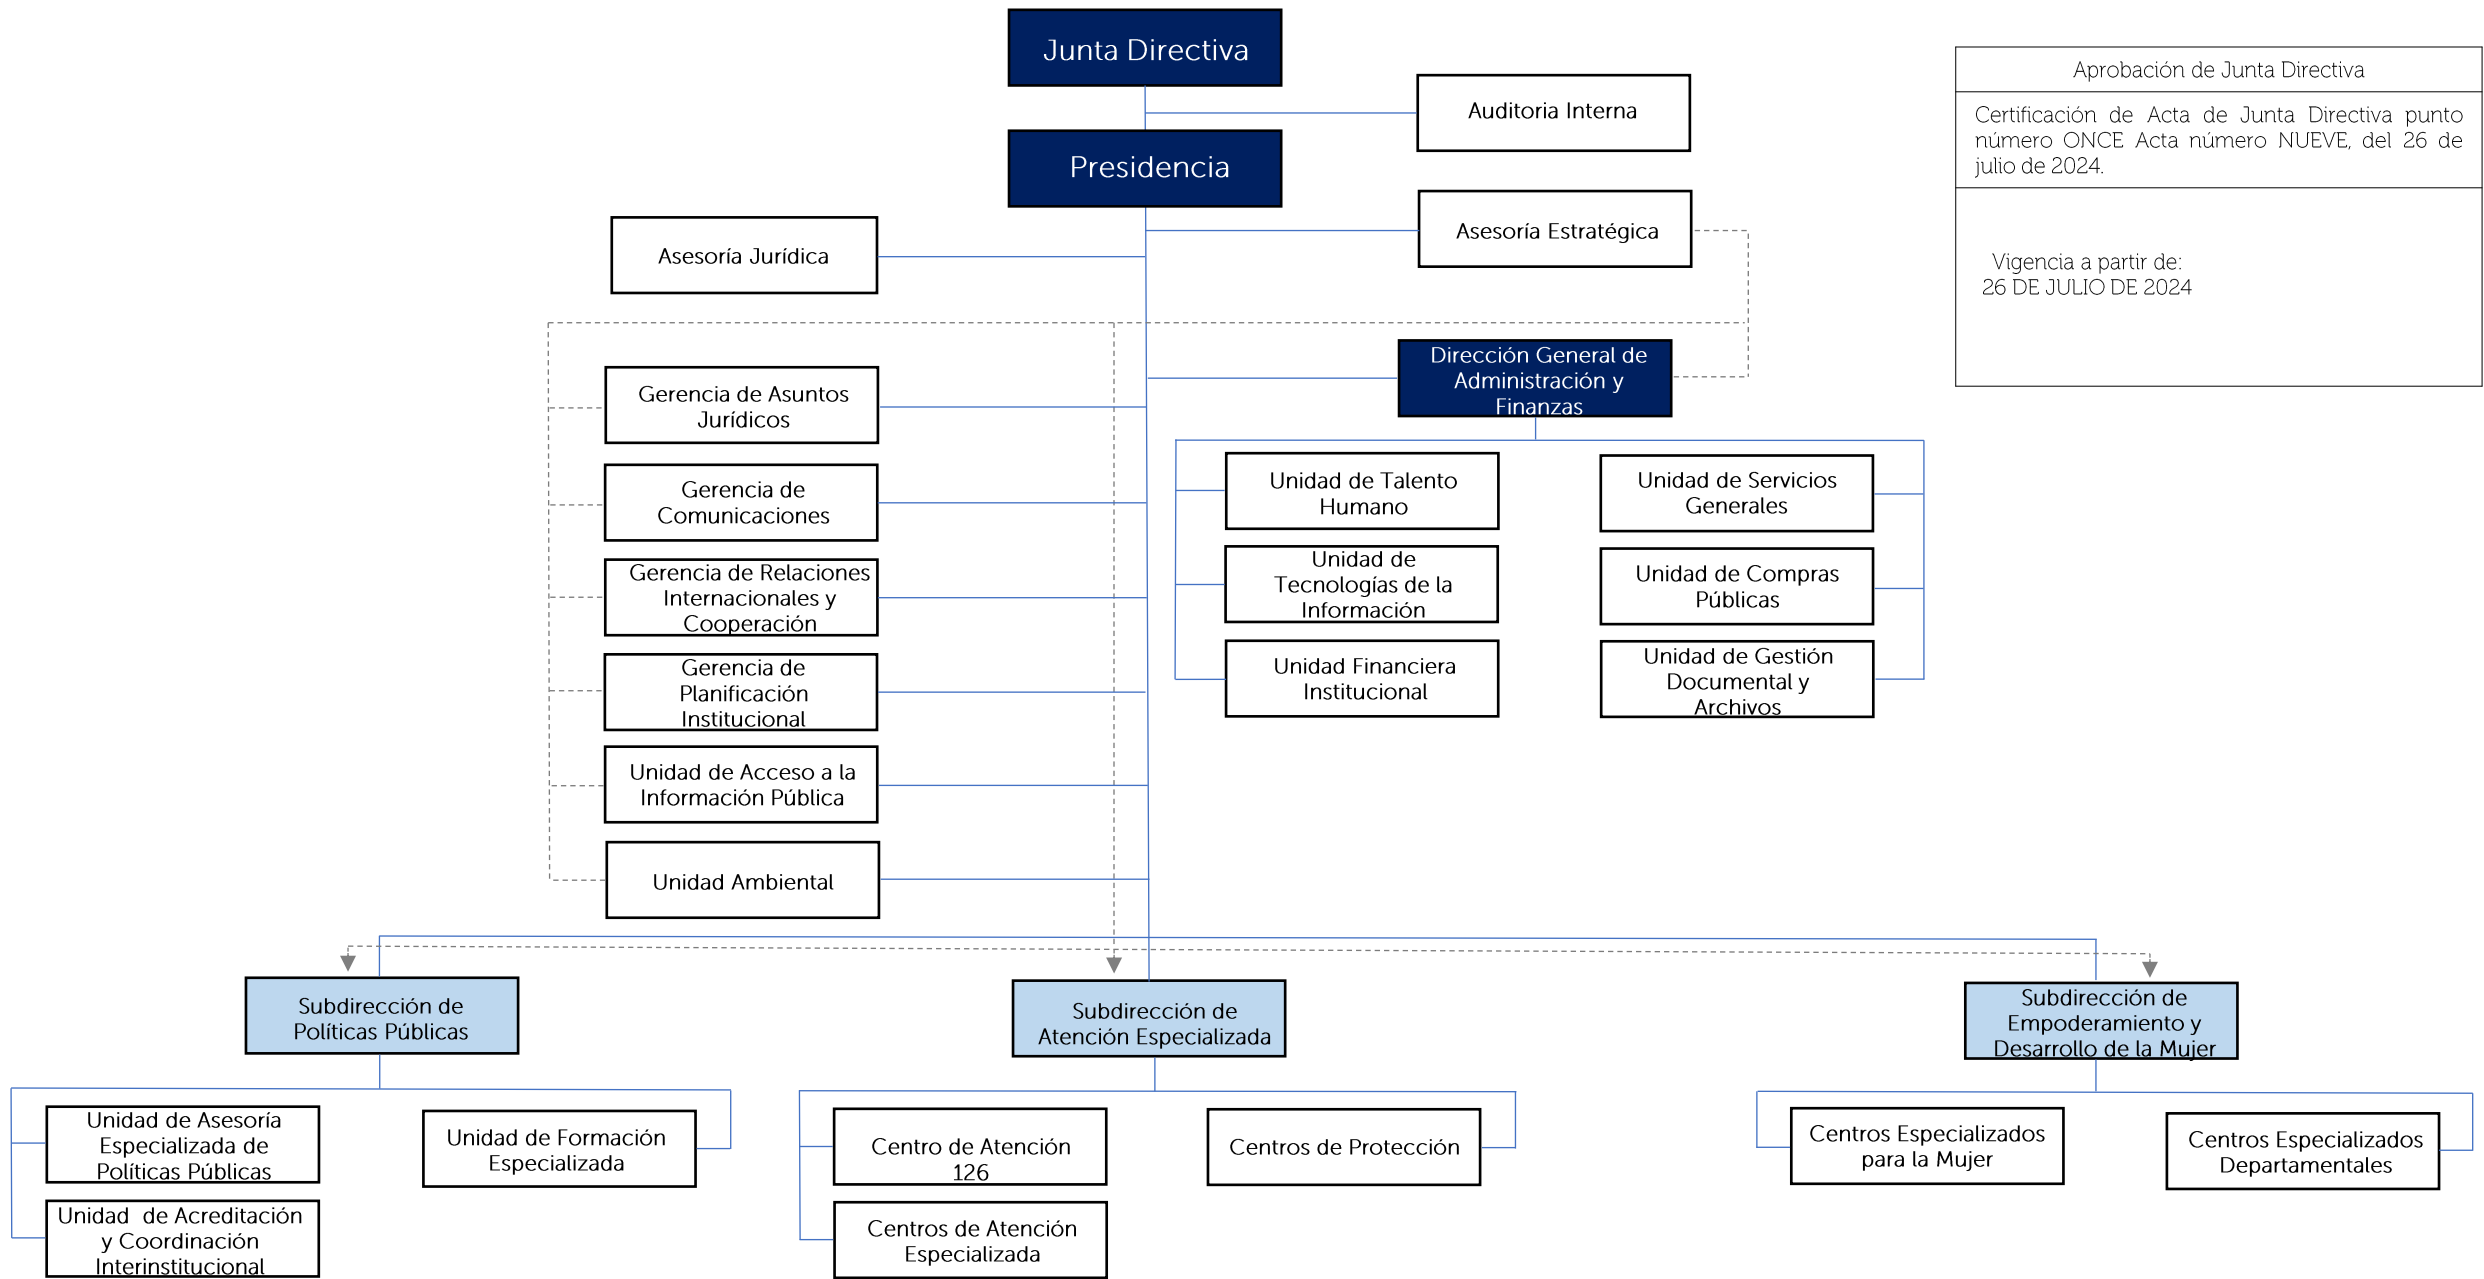 Junta Directiva
Auditoria Interna
Presidencia
Asesoría Estratégica
Asesoría Jurídica
Aprobación de Junta Directiva
Certificación de Acta de Junta Directiva punto
número ONCE Acta número NUEVE, del 26 de
julio de 2024.
Vigencia a partir de:
26 DE JULIO DE 2024
Dirección General de
Administración y
Finanzas
Gerencia de Asuntos
Jurídicos
Gerencia de
Comunicaciones
Gerencia de Relaciones
Internacionales y
Cooperación
Gerencia de
Planificación
Institucional
Unidad de Acceso a la
Información Pública
Unidad Ambiental
Unidad de Talento
Humano
Unidad de
Tecnologías de la
Información
Unidad Financiera
Institucional
Unidad de Servicios
Generales
Unidad de Compras
Públicas
Unidad de Gestión
Documental y
Archivos
Subdirección de
Políticas Públicas
Subdirección de
Atención Especializada
Subdirección de
Empoderamiento y
Desarrollo de la Mujer
Unidad de Asesoría
Especializada de
Políticas Públicas
Unidad de Formación
Especializada
Unidad  de Acreditación
y Coordinación
Interinstitucional
Centro de Atención
126
Centros de Protección
Centros de Atención
Especializada
Centros Especializados
para la Mujer
Centros Especializados
Departamentales